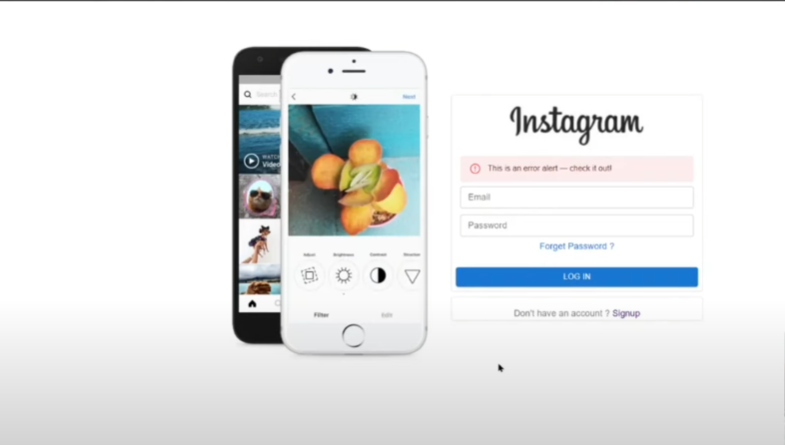 Search
WATCH
Video
Next
Adjust
Brightness
Contrast
Structure
Filter
Edit
Instagram
This is an error alert — check it out!
Email
Password
Forget Password ?
LOG IN
Don't have an account ? Signup